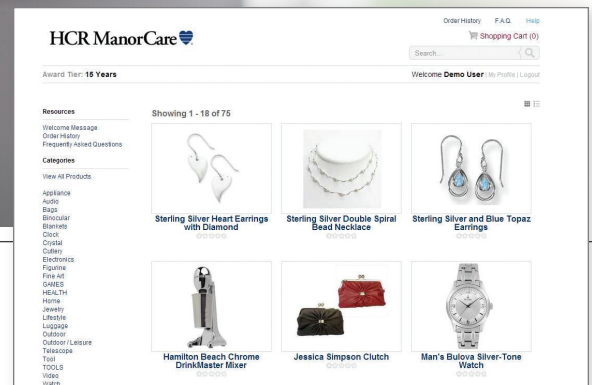 Order History F.A.Q. Help
HCR ManorCare
Shopping Cart (0)
Search...
Award Tier: 15 Years
Welcome Demo User | My Profile | Logout
Resources
Showing 1 - 18 of 75
Welcome Message
Order History
Frequently Asked Questions
Categories
View All Products
Appliance
Audio
Bags
Binocular
Blankets
Clock
Crystal
Cutlery
Electronics
Figurine
Fine Art
GAMES
HEALTH
Home
Jewelry
Lifestyle
Luggage
Outdoor
Outdoor / Leisure
Telescope
Tool
TOOLS
Video
Watch
Sterling Silver Heart Earrings
with Diamond
Sterling Silver Double Spiral
Bead Necklace
Sterling Silver and Blue Topaz
Earrings
Hamilton Beach Chrome
DrinkMaster Mixer
Jessica Simpson Clutch
Man's Bulova Silver-Tone
Watch